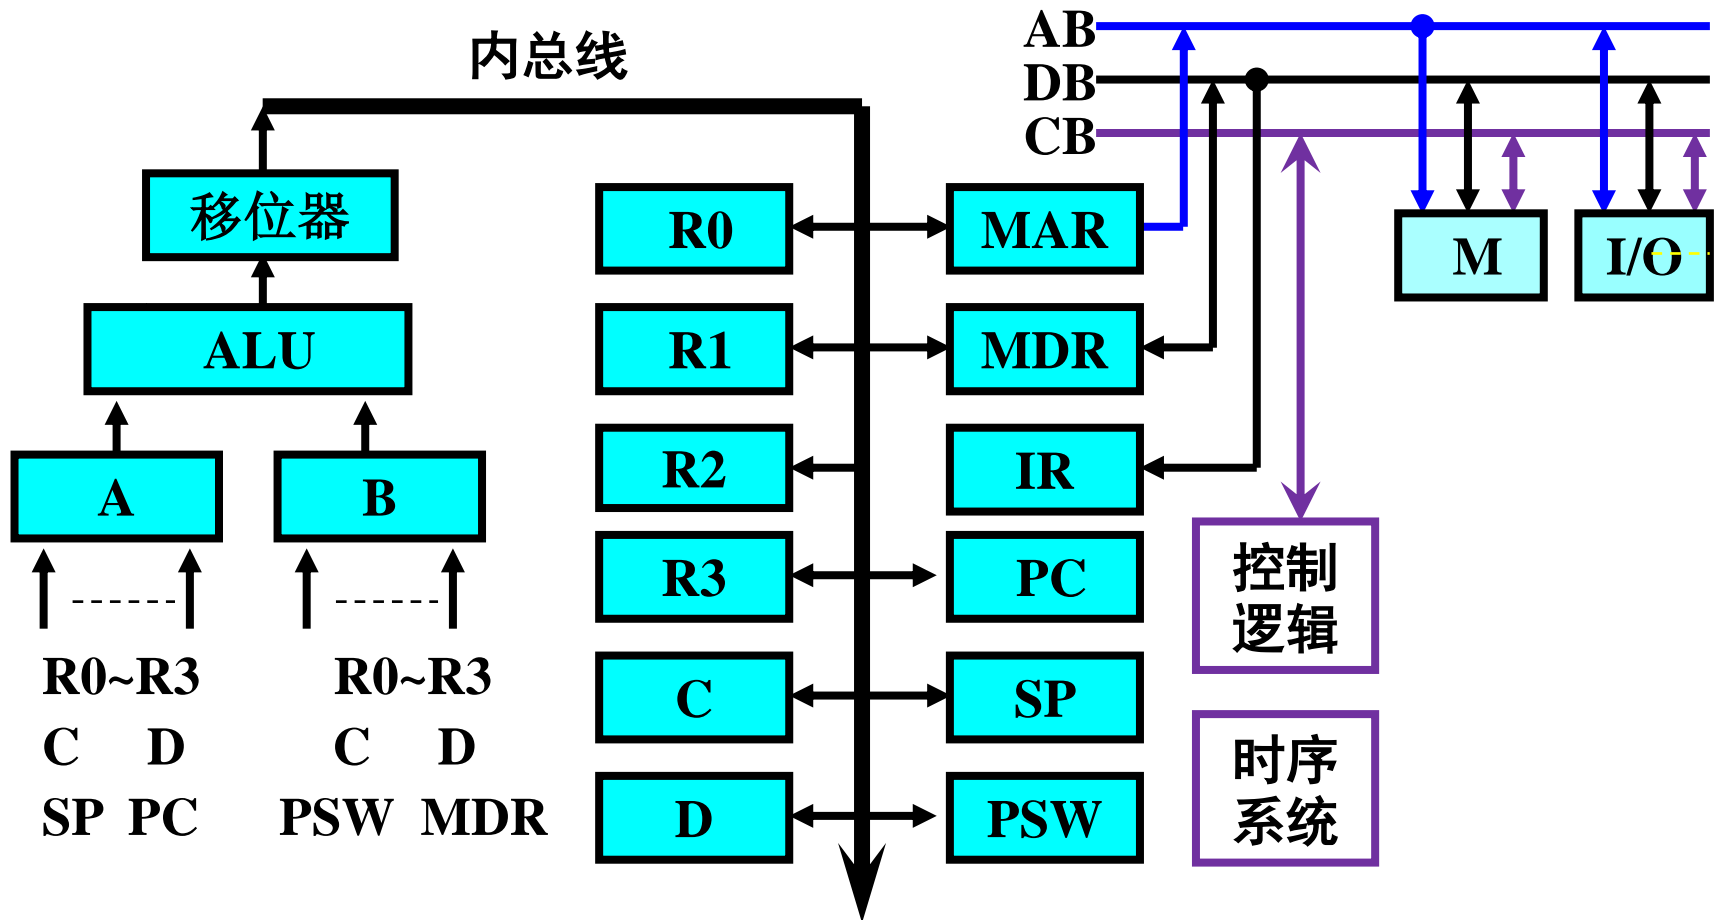 内总线
AB
DB
CB
移位器
R0
MAR
M
I/O
ALU
R1
MDR
A
B
R2
IR
R3
PC
控制
逻辑
R0~R3
R0~R3
C
SP
C D
C D
时序
系统
SP PC
PSW MDR
D
PSW